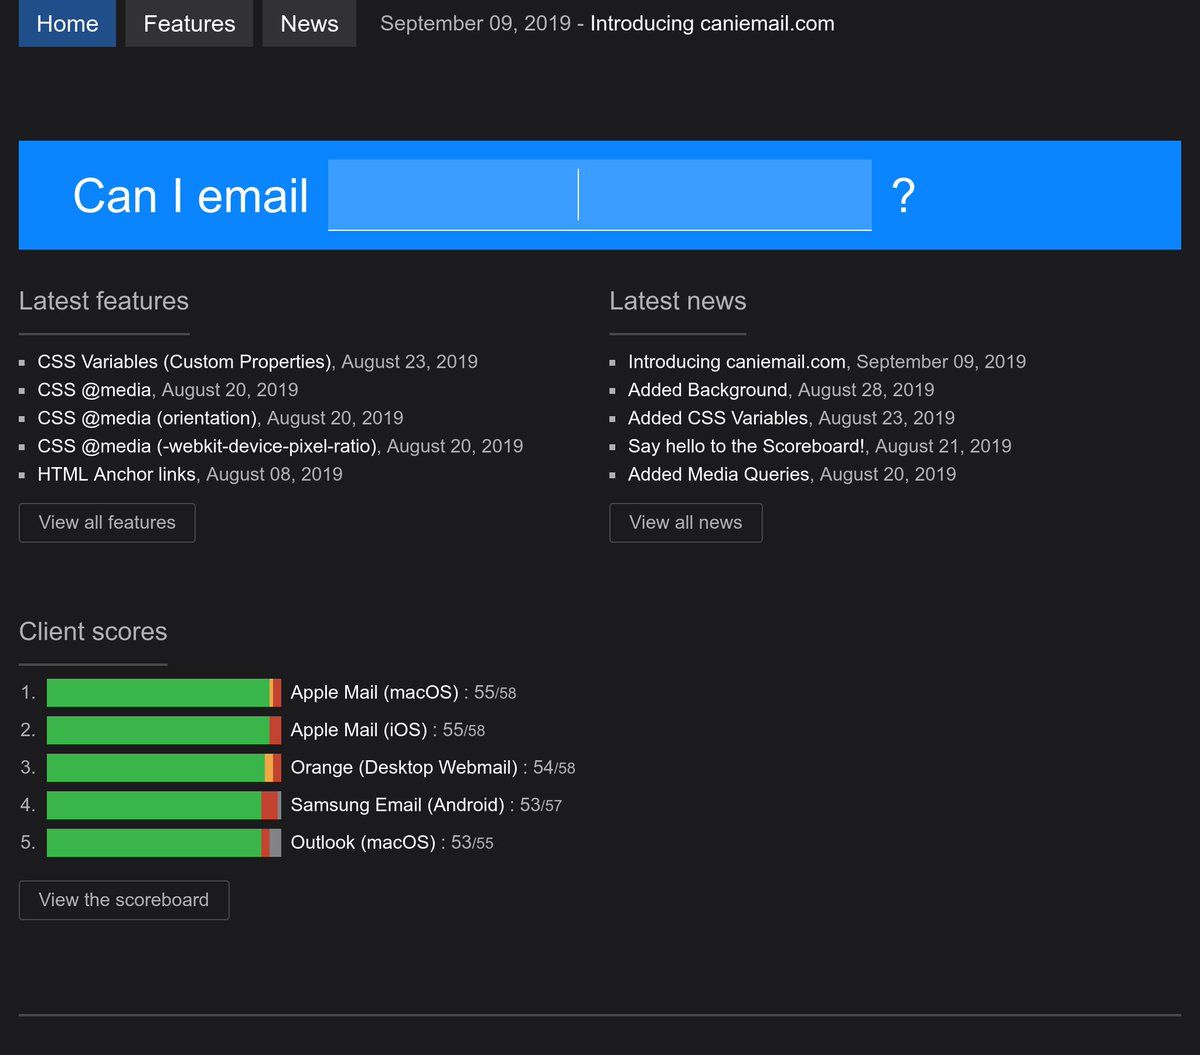 Home Features News September 09, 2019 - Introducing caniemail.com
Can I email ?
Latest features
CSS Variables (Custom Properties), August 23, 2019
CSS @media, August 20, 2019
CSS @media (orientation), August 20, 2019
CSS @media (-webkit-device-pixel-ratio), August 20, 2019
HTML Anchor links, August 08, 2019
View all features
Latest news
Introducing caniemail.com, September 09, 2019
Added Background, August 28, 2019
Added CSS Variables, August 23, 2019
Say hello to the Scoreboard!, August 21, 2019
Added Media Queries, August 20, 2019
View all news
Client scores
1. Apple Mail (macOS) : 55/58
2. Apple Mail (iOS) : 55/58
3. Orange (Desktop Webmail) : 54/58
4. Samsung Email (Android) : 53/57
5. Outlook (macOS) : 53/55
View the scoreboard